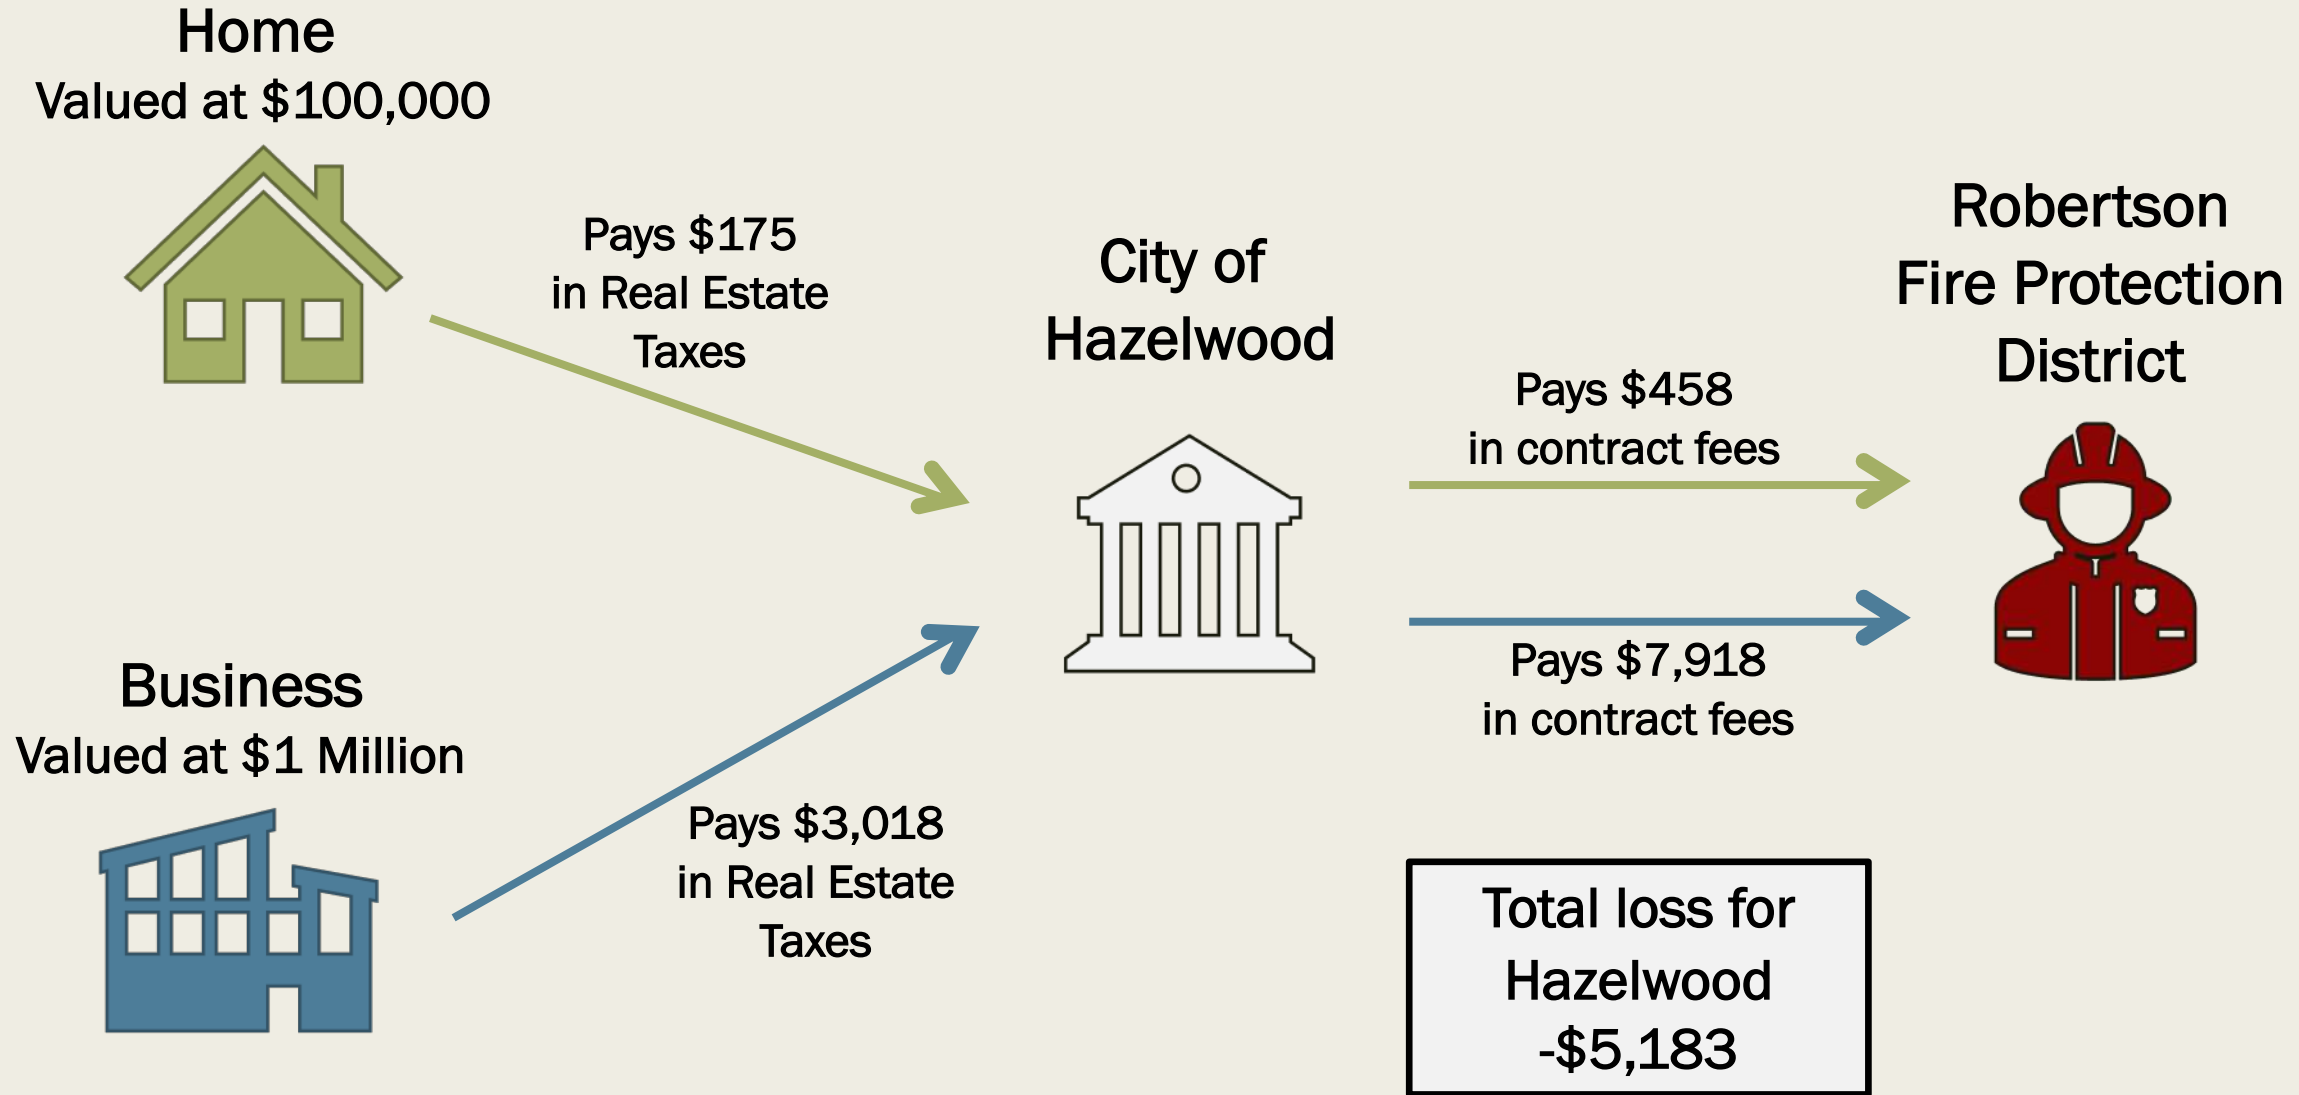 Home
Valued at $100,000
Pays $175
in Real Estate
Taxes
City of
Hazelwood
Robertson
Fire Protection
District
Pays $458
in contract fees
Business
Valued at $1 Million
Pays $3,018
in Real Estate
Taxes
Pays $7,918
in contract fees
Total loss for
Hazelwood
-$5,183